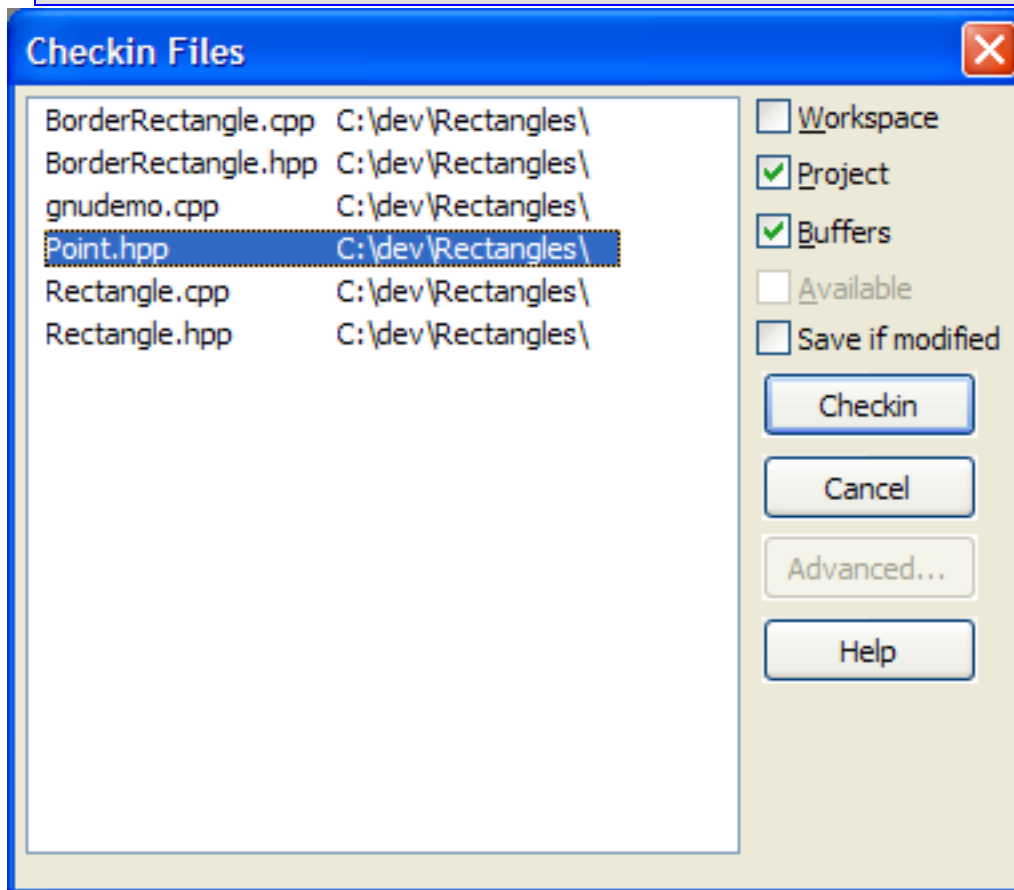 Checkin Files
BorderRectangle.cpp C:\dev\Rectangles\
BorderRectangle.hpp C:\dev\Rectangles\
gnudemo.cpp C:\dev\Rectangles\
Point.hpp C:\dev\Rectangles\
Rectangle.cpp C:\dev\Rectangles\
Rectangle.hpp C:\dev\Rectangles\
Workspace
Project
Buffers
Available
Save if modified
Checkin
Cancel
Advanced...
Help